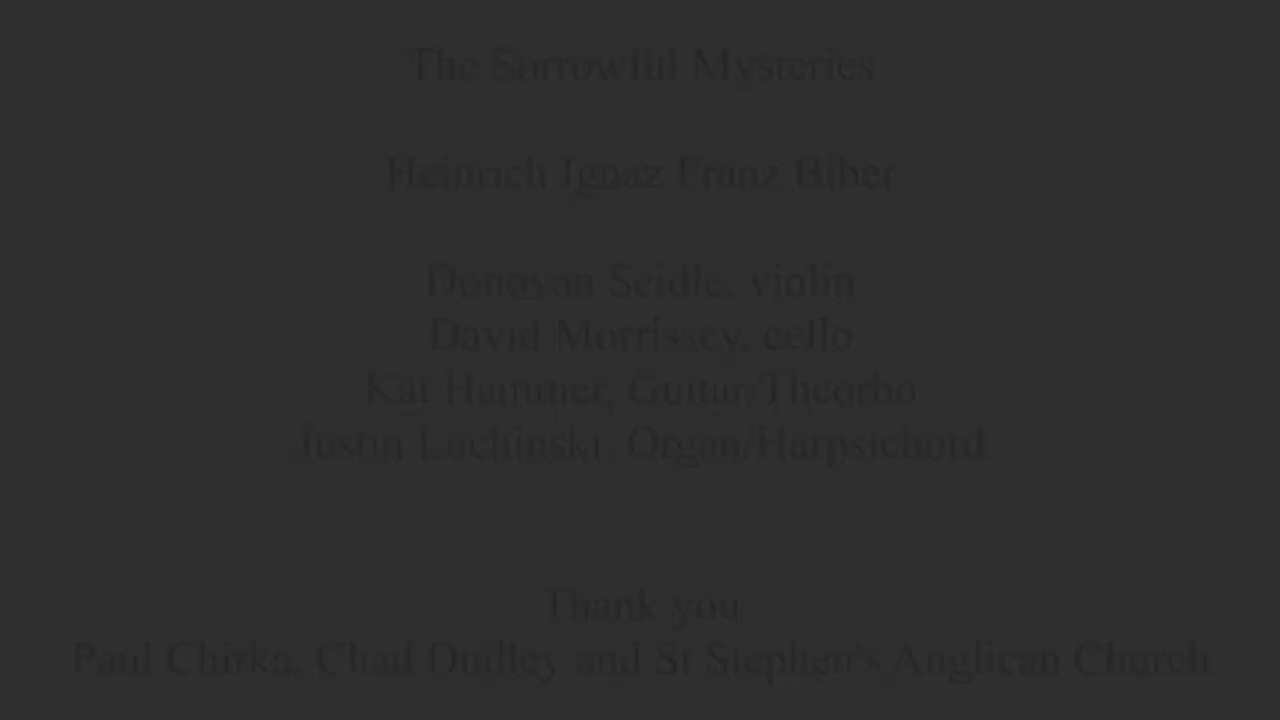 The Sorrowful Mysteries
Heinrich Ignaz Franz Biber
Donovan Seidle, violin
David Morrissey, cello
Kat Hammer, Guitar/Theorbo
Justin Lachinski, Organ/Harpsichord
Thank you
Paul Chirka, Chad Dudley and St Stephen's Anglican Church